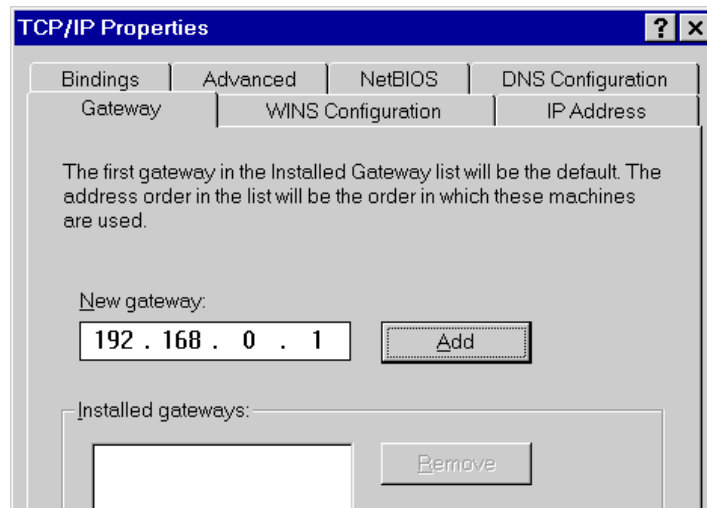 TCP/IP Properties ? ×
Bindings Advanced NetBIOS DNS Configuration
Gateway WINS Configuration IP Address
The first gateway in the Installed Gateway list will be the default. The
address order in the list will be the order in which these machines
are used.
New gateway:
192 . 168 . 0 . 1 Add
Installed gateways:
Remove